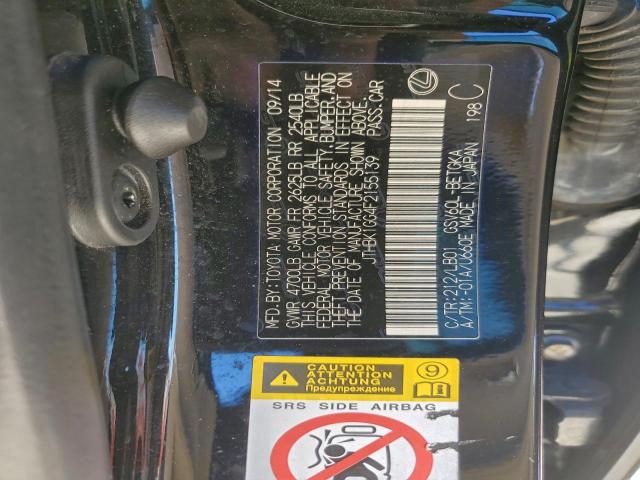 MFD. BY:TOYOTA MOTOR CORPORATION 09/14
GVWR 4700LB GAWR FR 2625LB RR 2540LB
THIS VEHICLE CONFORMS TO ALL APPLICABLE
FEDERAL MOTOR VEHICLE SAFETY, BUMPER, AND
THEFT PREVENTION STANDARDS IN EFFECT ON
THE DATE OF MANUFACTURE SHOWN ABOVE.
JTHBK1GG4F2155139 PASS.CAR
C/TR:212/LB01 GSV60L-BETGKA
A/TM:-01A/U660E MADE IN JAPAN
198 C
CAUTION
ATTENTION
ACHTUNG
Предупреждение
9
SRS SIDE AIRBAG